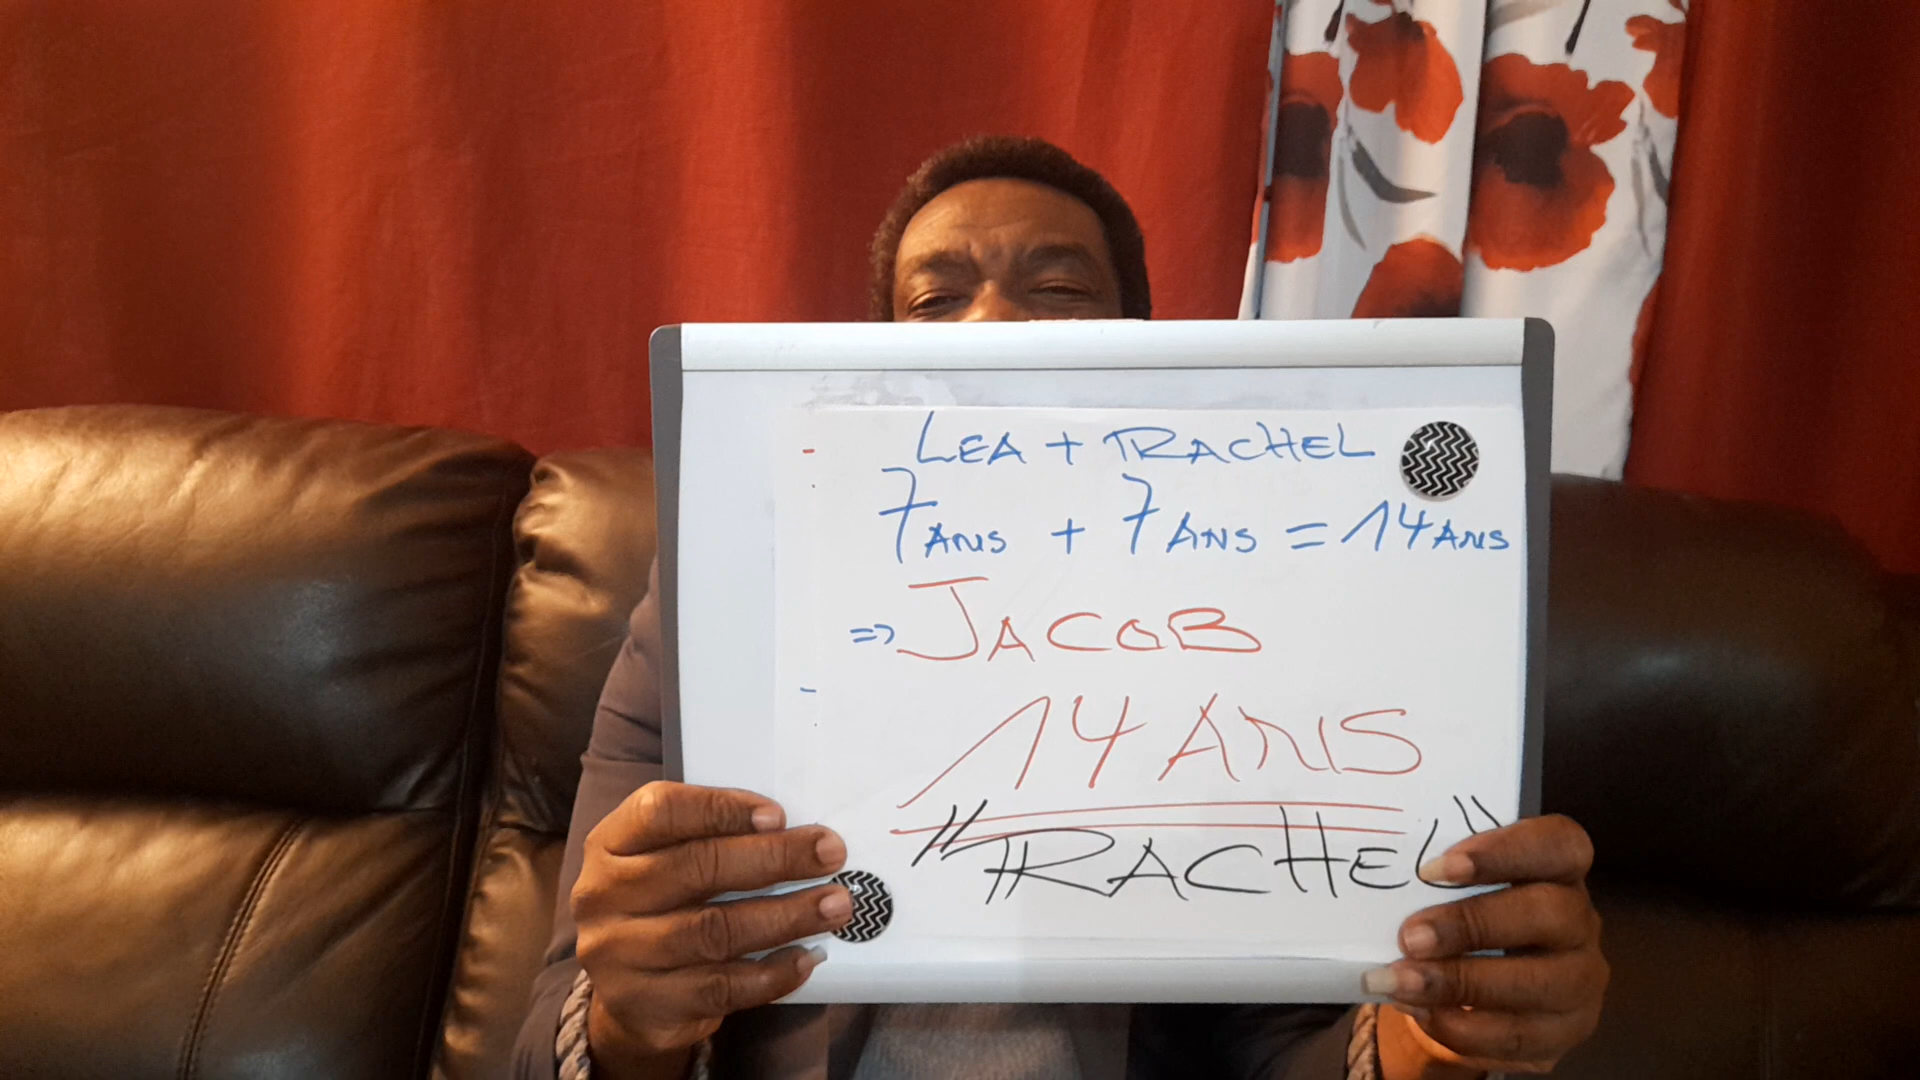 LEA + RACHEL
7 ANS + 7 ANS = 14 ANS
=> JACOB
14 ANS
"RACHEL"